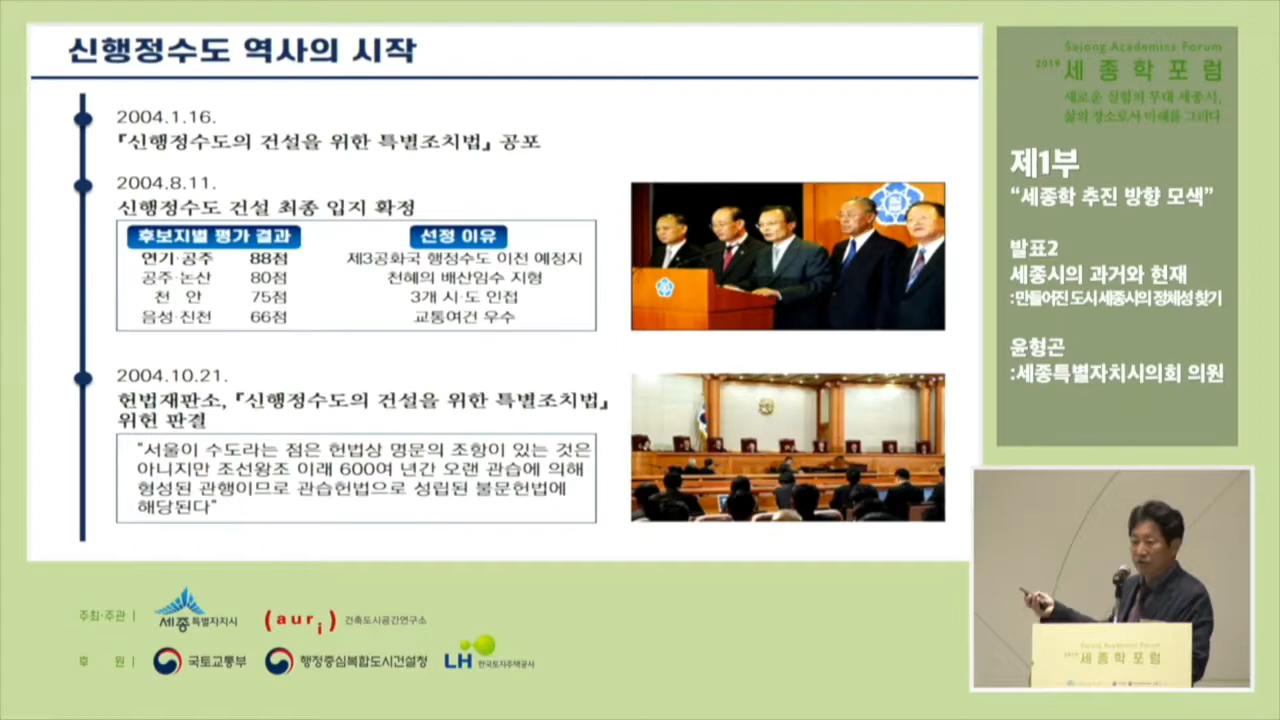 신행정수도 역사의 시작
2004.1.16.
『신행정수도의 건설을 위한 특별조치법』 공포
2004.8.11.
신행정수도 건설 최종 입지 확정
후보지별 평가 결과 선정 이유
연기·공주 88점 제3공화국 행정수도 이전 예정지
공주·논산 80점 천혜의 배산임수 지형
천 안 75점 3개 시·도 인접
음성·진천 66점 교통여건 우수
2004.10.21.
헌법재판소, 『신행정수도의 건설을 위한 특별조치법』
위헌 판결
"서울이 수도라는 점은 헌법상 명문의 조항이 있는 것은
아니지만 조선왕조 이래 600여 년간 오랜 관습에 의해
형성된 관행이므로 관습헌법으로 성립된 불문헌법에
해당된다"
Sejong Academics Forum
2019 세종학포럼
새로운 실험의 무대 세종시,
삶의 장소로서 미래를 그리다
제1부
"세종학 추진 방향 모색"
발표2
세종시의 과거와 현재
: 만들어진 도시 세종시의 정체성 찾기
윤형곤
:세종특별자치시의회 의원
Sejong Academics Forum
2019 세종학포럼
주최·주관 | 세종특별자치시 (auri) 건축도시공간연구소
후 원 | 국토교통부 행정중심복합도시건설청 LH 한국토지주택공사